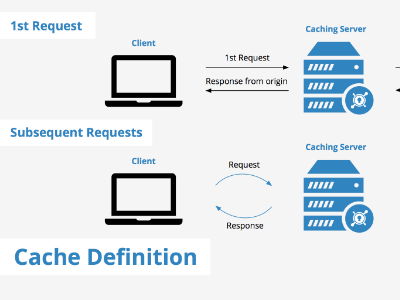 1st Request
Client
Caching Server
1st Request
Response from origin
Subsequent Requests
Client
Caching Server
Request
Response
Cache Definition